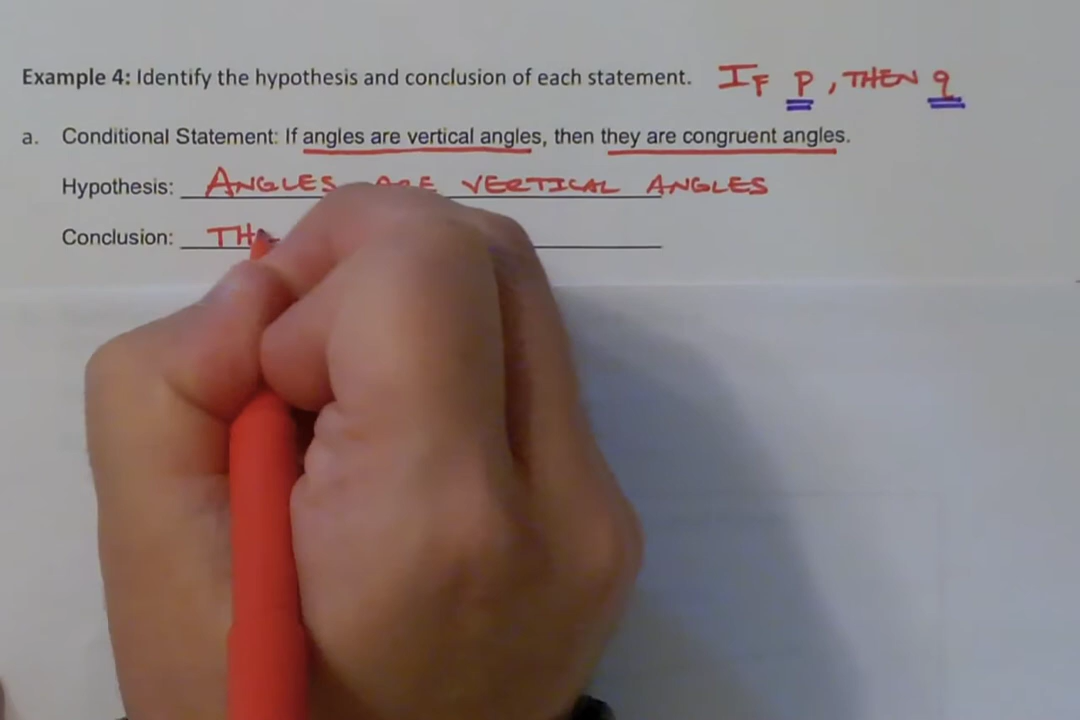 Example 4: Identify the hypothesis and conclusion of each statement. IF P, THEN q
a. Conditional Statement: If angles are vertical angles, then they are congruent angles.
Hypothesis: ANGLES ARE VERTICAL ANGLES
Conclusion: TH